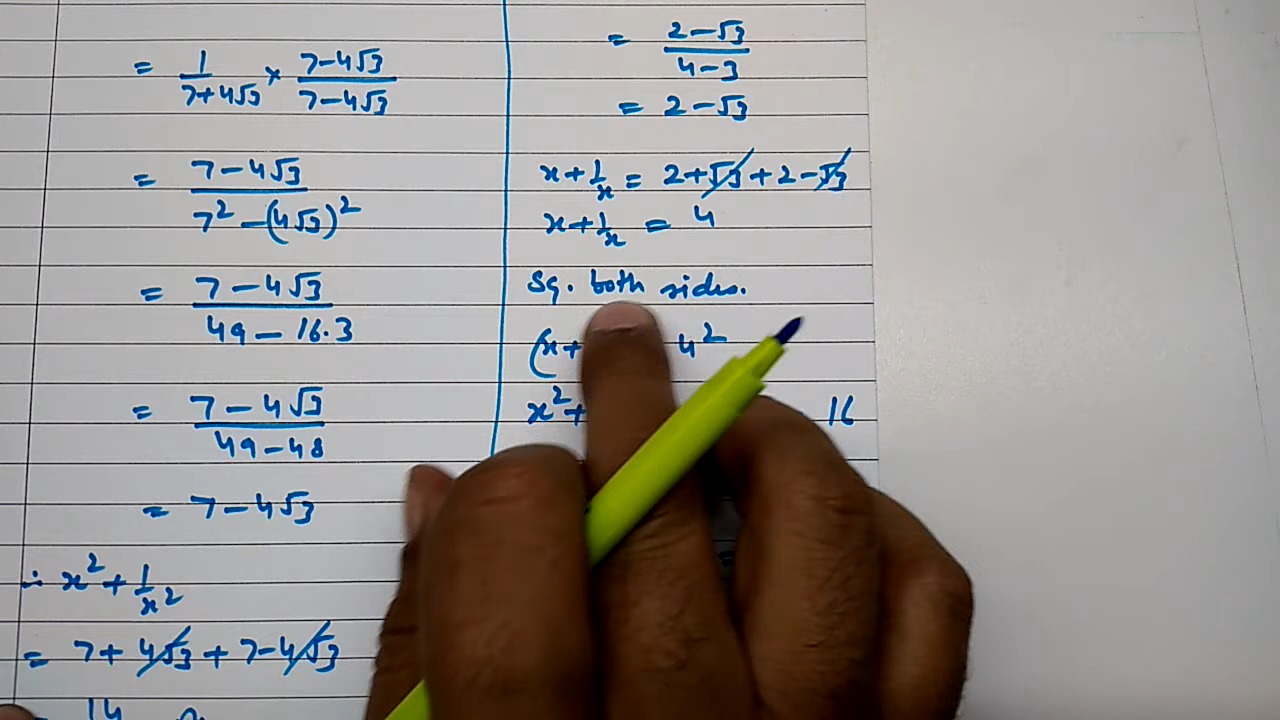 = 1/(7+4√3) × (7-4√3)/(7-4√3)
= (7-4√3)/(7²-(4√3)²)
= (7-4√3)/(49-16.3)
= (7-4√3)/(49-48)
= 7-4√3
∴ x²+1/x²
= 7+4√3+7-4√3
14
= (2-√3)/(4-3)
= 2-√3
x+1/x = 2+√3+2-√3
x+1/x = 4
Sq. both sides.
(x+ 4²
x²+ 16